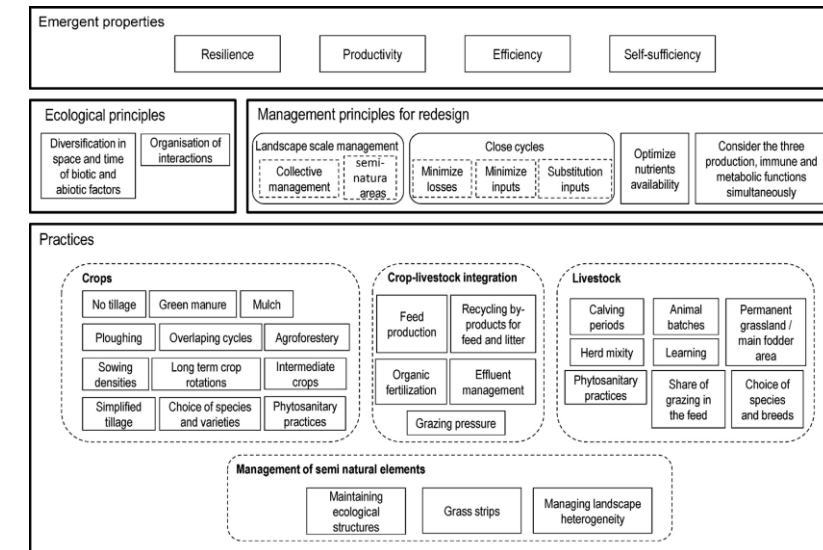 Emergent properties
Resilience
Productivity
Efficiency
Self-sufficiency
Ecological principles
Diversification in
space and time
of biotic and
abiotic factors
Organisation of
interactions
Management principles for redesign
Landscape scale management
Collective
management
semi-
natura
areas
Close cycles
Minimize
losses
Minimize
inputs
Substitution
inputs
Optimize
nutrients
availability
Consider the three
production, immune and
metabolic functions
simultaneously
Practices
Crops
No tillage
Green manure
Mulch
Ploughing
Overlaping cycles
Agroforestery
Sowing
densities
Long term crop
rotations
Intermediate
crops
Simplified
tillage
Choice of species
and varieties
Phytosanitary
practices
Crop-livestock integration
Feed
production
Recycling by-
products for
feed and litter
Organic
fertilization
Effluent
management
Grazing pressure
Livestock
Calving
periods
Animal
batches
Permanent
grassland /
main fodder
area
Herd mixity
Learning
Phytosanitary
practices
Share of
grazing in
the feed
Choice of
species
and breeds
Management of semi natural elements
Maintaining
ecological
structures
Grass strips
Managing landscape
heterogeneity